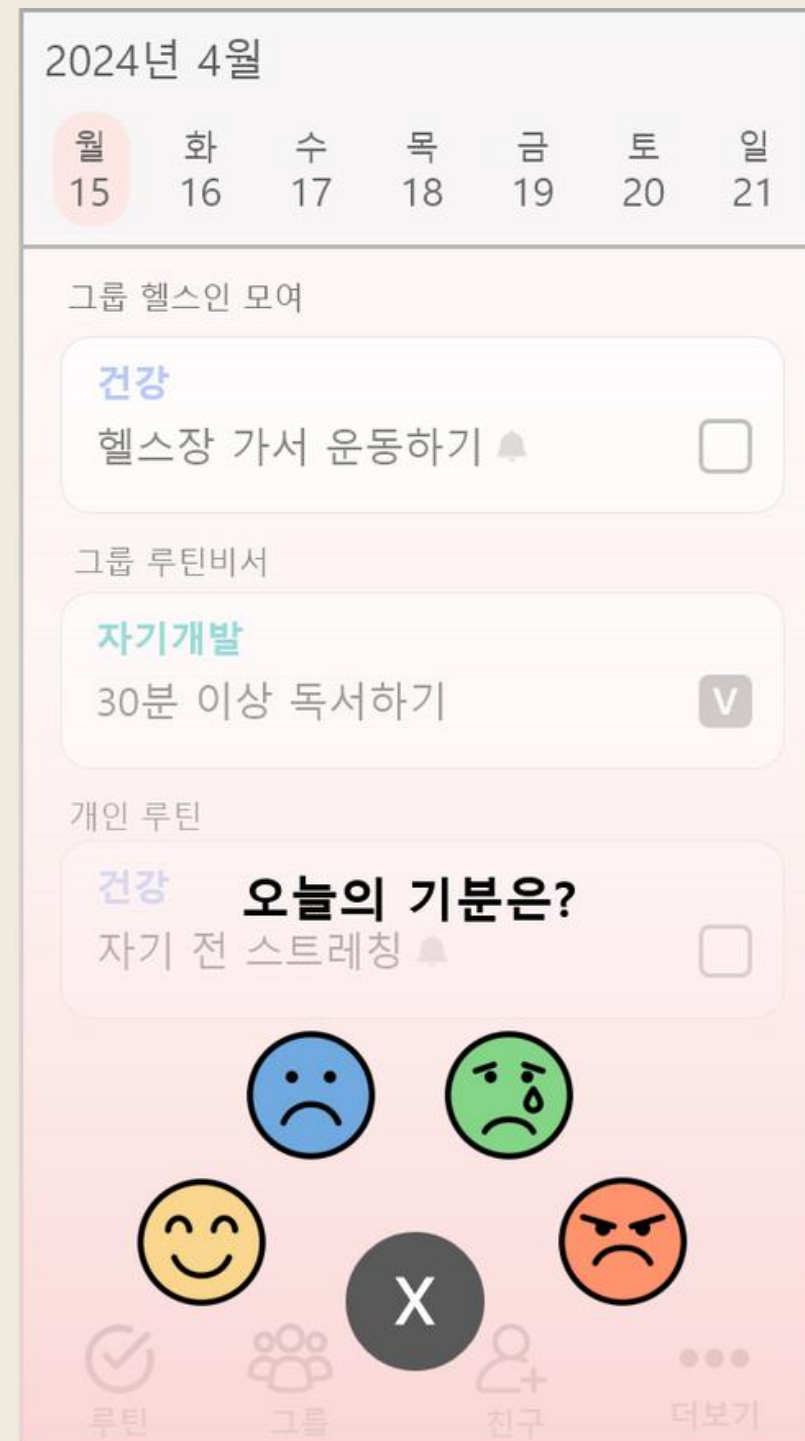 2024년 4월
월 화 수 목 금 토 일
15 16 17 18 19 20 21
그룹 헬스인 모여
건강
헬스장 가서 운동하기
그룹 루틴비서
자기개발
30분 이상 독서하기
V
개인 루틴
건강
오늘의 기분은?
자기 전 스트레칭
X
루틴 그룹 친구 더보기